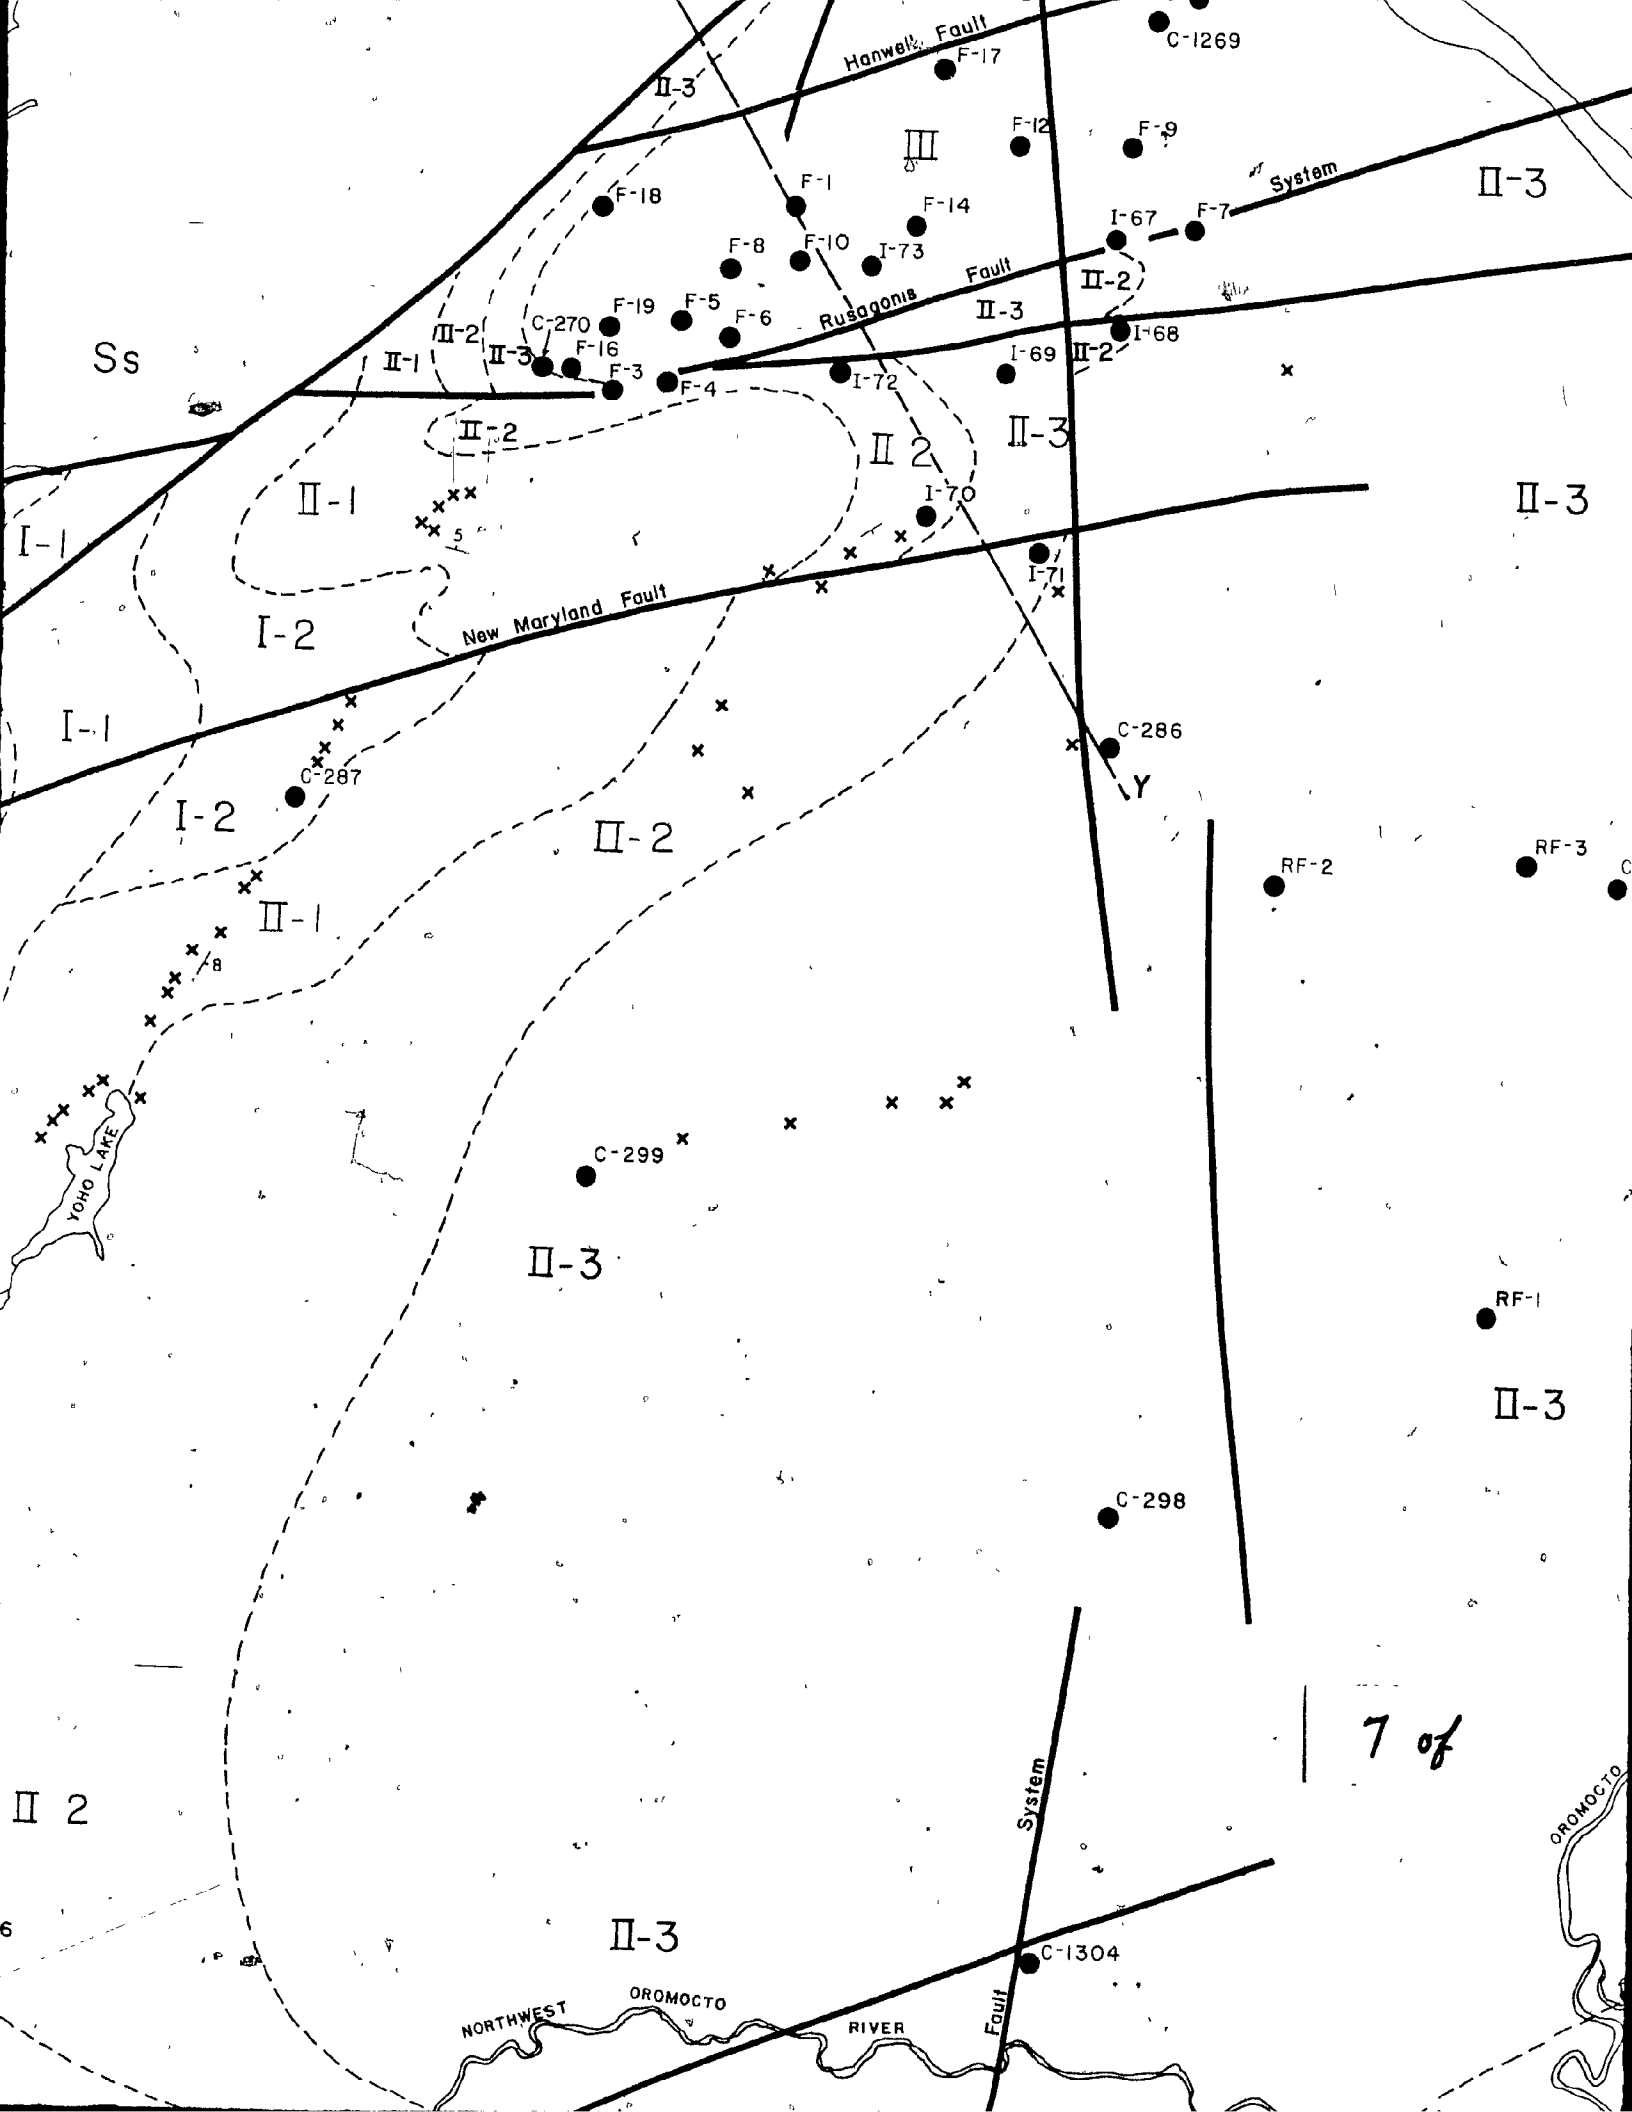 C-1269
Hanwell Fault
F-17
II-3
F-12
F-9
III
System
II-3
F-18
F-1
F-14
I-67
F-7
F-8
F-10
I-73
Fault
II-2
F-19
F-5
F-6
Rusagonis
II-3
C-270
II-2
F-16
II-3
I-68
Ss
II-1
F-3
F-4
I-72
I-69
II-2
II-2
II 2
II-3
II-1
I-70
II-3
5
I-1
I-71
I-2
New Maryland Fault
I-1
C-286
C-287
Y
I-2
II-2
RF-2
RF-3
C
II-1
8
YOHO LAKE
C-299
II-3
RF-1
II-3
C-298
7 of
System
II 2
OROMOCTO
6
II-3
C-1304
NORTHWEST OROMOCTO RIVER
Fault